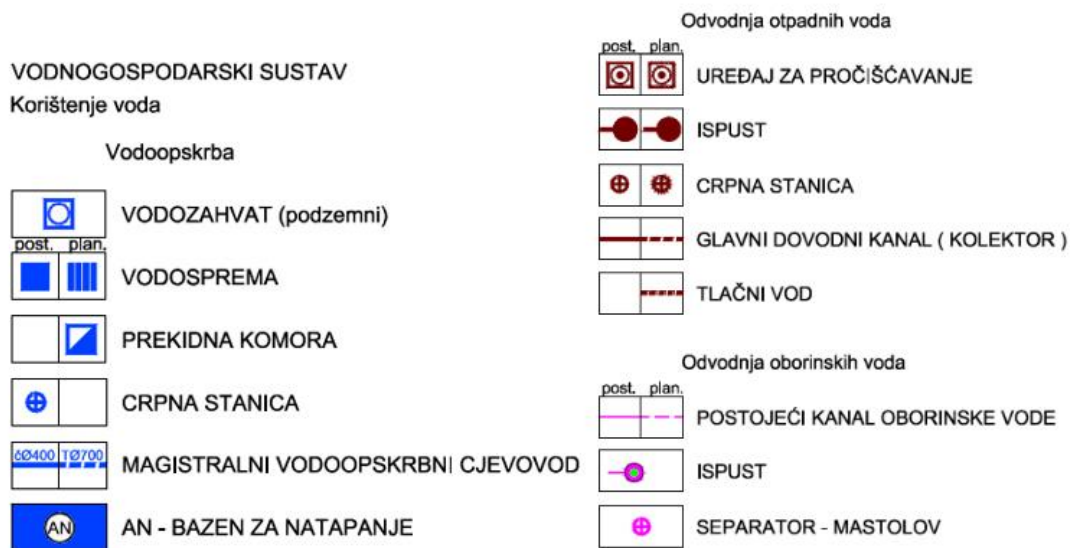 VODNOGOSPODARSKI SUSTAV
Korištenje voda
Vodoopskrba
VODOZAHVAT (podzemni)
post. plan.
VODOSPREMA
PREKIDNA KOMORA
CRPNA STANICA
6Ø400 TØ700 MAGISTRALNI VODOOPSKRBNI CJEVOVOD
AN AN - BAZEN ZA NATAPANJE
Odvodnja otpadnih voda
post. plan.
UREĐAJ ZA PROČIŠĆAVANJE
ISPUST
CRPNA STANICA
GLAVNI DOVODNI KANAL ( KOLEKTOR )
TLAČNI VOD
Odvodnja oborinskih voda
post. plan.
POSTOJEĆI KANAL OBORINSKE VODE
ISPUST
SEPARATOR - MASTOLOV